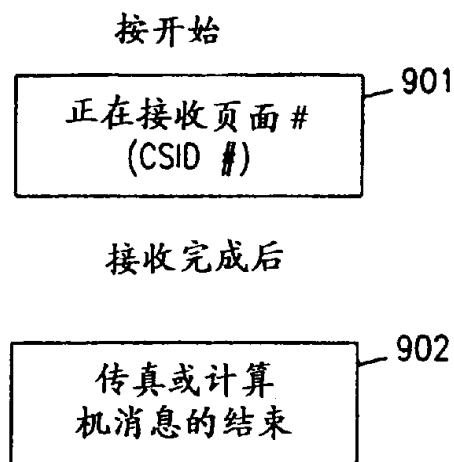 按开始
901
正在接收页面 #
(CSID #)
接收完成后
902
传真或计算
机消息的结束